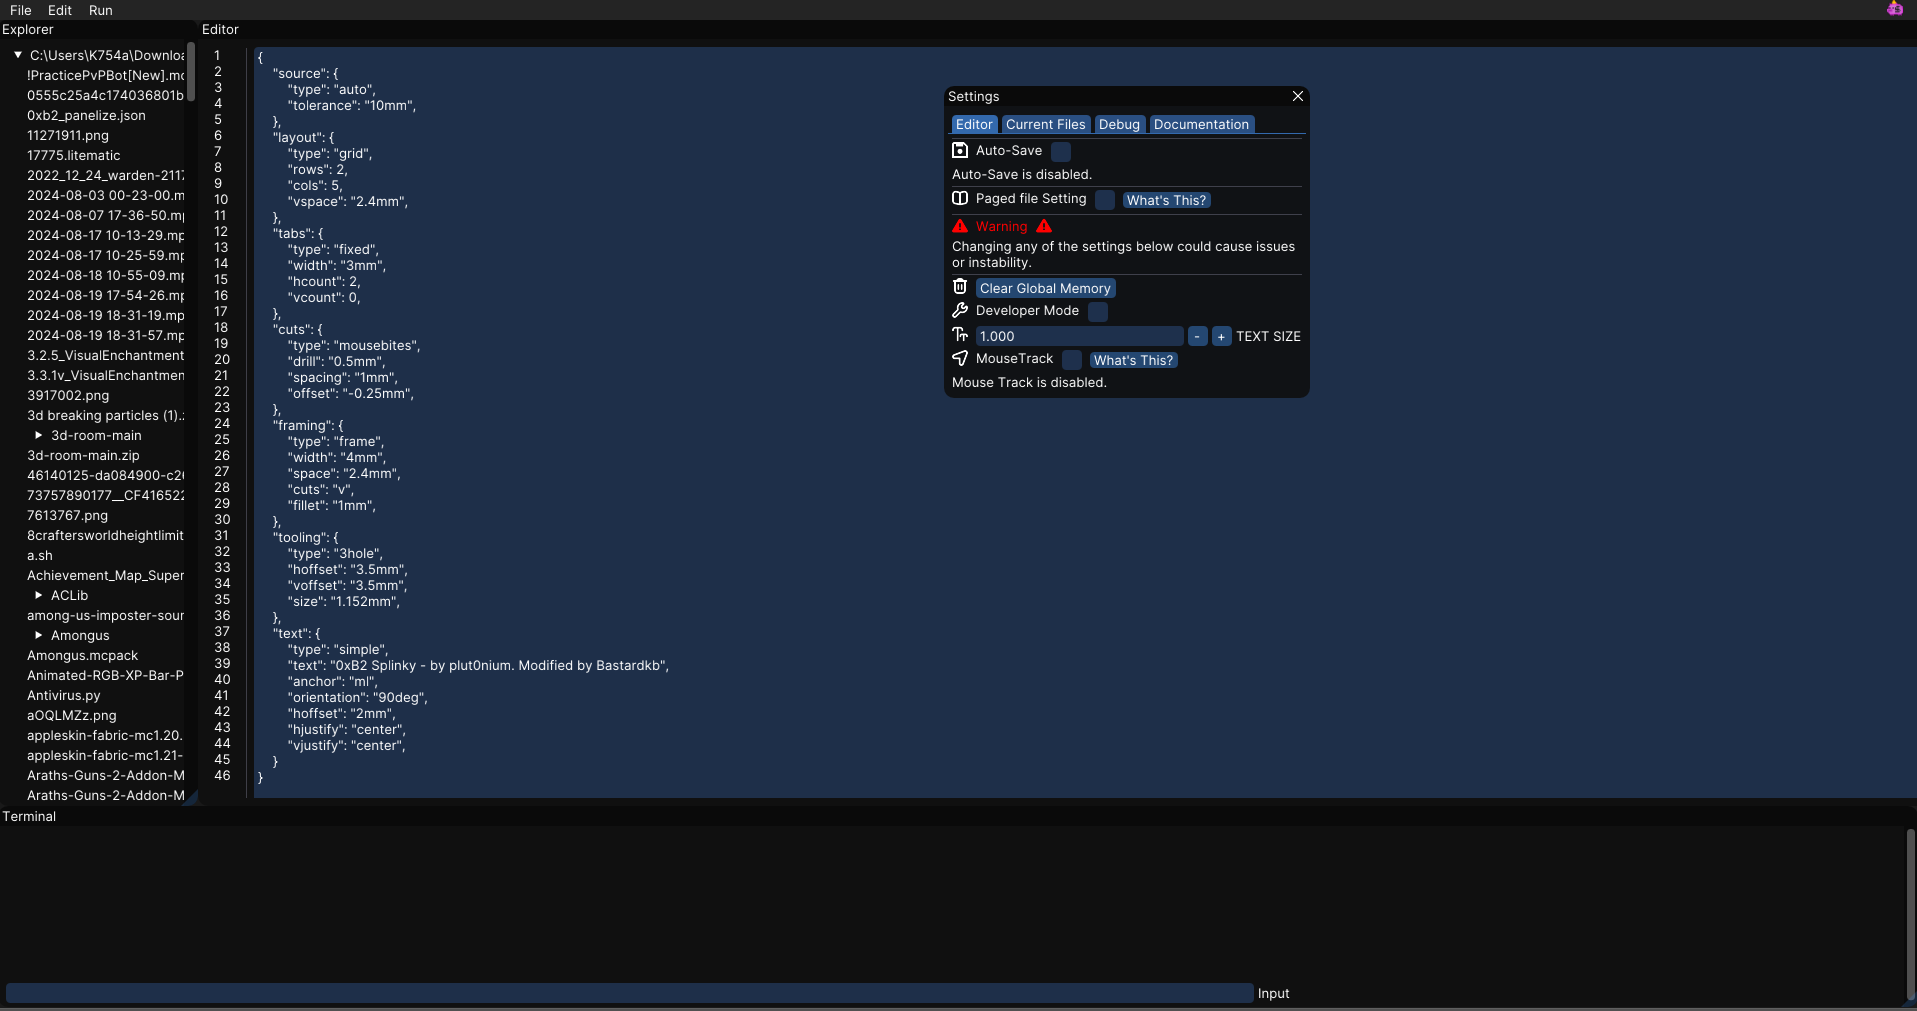 File Edit Run
Explorer
C:\Users\K754a\Downloa
!PracticePvPBot[New].mc
0555c25a4c174036801b
0xb2_panelize.json
11271911.png
17775.litematic
2022_12_24_warden-2117
2024-08-03 00-23-00.m
2024-08-07 17-36-50.mp
2024-08-17 10-13-29.mp
2024-08-17 10-25-59.mp
2024-08-18 10-55-09.mp
2024-08-19 17-54-26.mp
2024-08-19 18-31-19.mp
2024-08-19 18-31-57.mp
3.2.5_VisualEnchantment
3.3.1v_VisualEnchantmen
3917002.png
3d breaking particles (1).z
3d-room-main
3d-room-main.zip
46140125-da084900-c26
73757890177__CF416522
7613767.png
8craftersworldheightlimit
a.sh
Achievement_Map_Super
ACLib
among-us-imposter-sour
Amongus
Amongus.mcpack
Animated-RGB-XP-Bar-P
Antivirus.py
aOQLMZz.png
appleskin-fabric-mc1.20.
appleskin-fabric-mc1.21-
Araths-Guns-2-Addon-M
Araths-Guns-2-Addon-M
Editor
1 {
2 "source": {
3 "type": "auto",
4 "tolerance": "10mm",
5 },
6 "layout": {
7 "type": "grid",
8 "rows": 2,
9 "cols": 5,
10 "vspace": "2.4mm",
11 },
12 "tabs": {
13 "type": "fixed",
14 "width": "3mm",
15 "hcount": 2,
16 "vcount": 0,
17 },
18 "cuts": {
19 "type": "mousebites",
20 "drill": "0.5mm",
21 "spacing": "1mm",
22 "offset": "-0.25mm",
23 },
24 "framing": {
25 "type": "frame",
26 "width": "4mm",
27 "space": "2.4mm",
28 "cuts": "v",
29 "fillet": "1mm",
30 },
31 "tooling": {
32 "type": "3hole",
33 "hoffset": "3.5mm",
34 "voffset": "3.5mm",
35 "size": "1.152mm",
36 },
37 "text": {
38 "type": "simple",
39 "text": "0xB2 Splinky - by plut0nium. Modified by Bastardkb",
40 "anchor": "ml",
41 "orientation": "90deg",
42 "hoffset": "2mm",
43 "hjustify": "center",
44 "vjustify": "center",
45 }
46 }
Settings
Editor Current Files Debug Documentation
Auto-Save
Auto-Save is disabled.
Paged file Setting What's This?
Warning
Changing any of the settings below could cause issues
or instability.
Clear Global Memory
Developer Mode
1.000 - + TEXT SIZE
MouseTrack What's This?
Mouse Track is disabled.
Terminal
Input